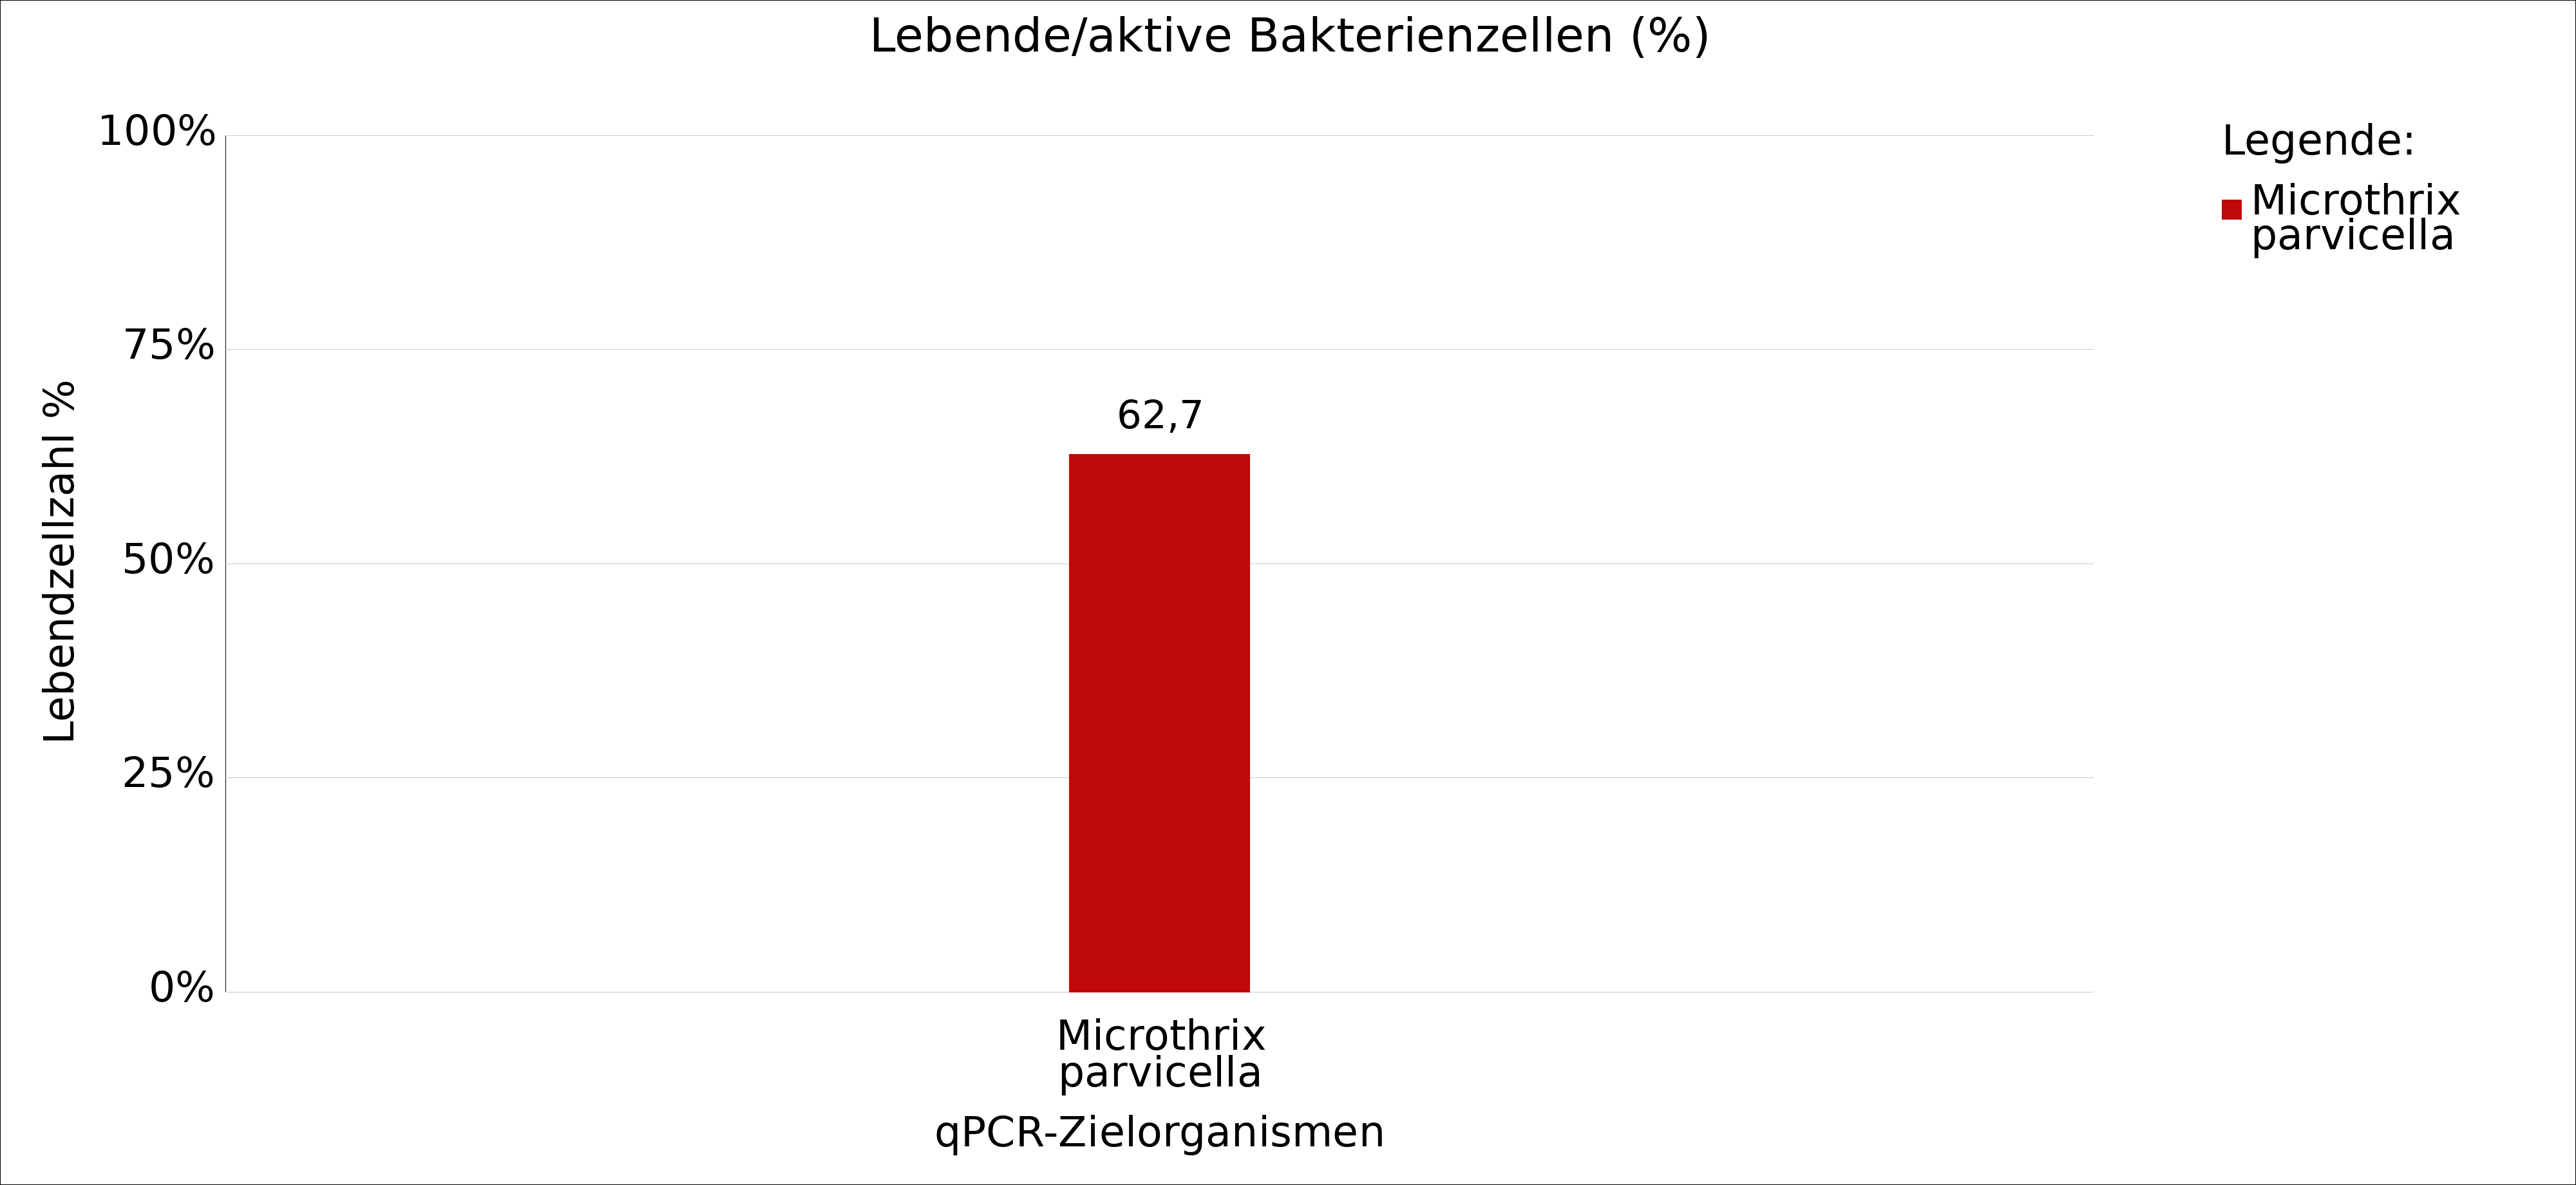 Lebende/aktive Bakterienzellen (%)
100%
75%
50%
25%
0%
Lebendzellzahl %
62,7
Microthrix
parvicella
qPCR-Zielorganismen
Legende:
Microthrix
parvicella